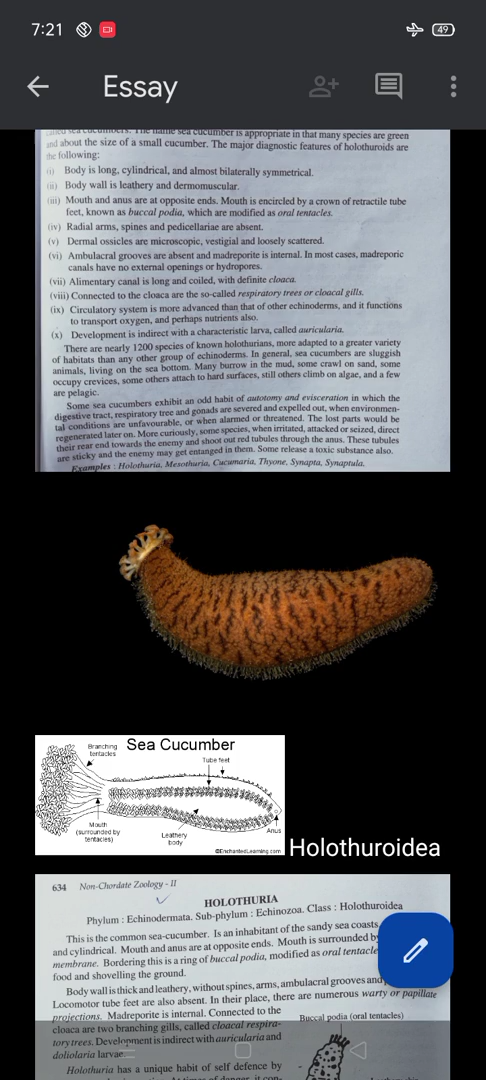 7:21
49
Essay
called sea cucumbers. The name sea cucumber is appropriate in that many species are green
and about the size of a small cucumber. The major diagnostic features of holothuroids are
the following:
(i) Body is long, cylindrical, and almost bilaterally symmetrical.
(ii) Body wall is leathery and dermomuscular.
(iii) Mouth and anus are at opposite ends. Mouth is encircled by a crown of retractile tube
feet, known as buccal podia, which are modified as oral tentacles.
(iv) Radial arms, spines and pedicellariae are absent.
(v) Dermal ossicles are microscopic, vestigial and loosely scattered.
(vi) Ambulacral grooves are absent and madreporite is internal. In most cases, madreporic
canals have no external openings or hydropores.
(vii) Alimentary canal is long and coiled, with definite cloaca.
(viii) Connected to the cloaca are the so-called respiratory trees or cloacal gills.
(ix) Circulatory system is more advanced than that of other echinoderms, and it functions
to transport oxygen, and perhaps nutrients also.
(x) Development is indirect with a characteristic larva, called auricularia.
There are nearly 1200 species of known holothurians, more adapted to a greater variety
of habitats than any other group of echinoderms. In general, sea cucumbers are sluggish
animals, living on the sea bottom. Many burrow in the mud, some crawl on sand, some
occupy crevices, some others attach to hard surfaces, still others climb on algae, and a few
are pelagic.
Some sea cucumbers exhibit an odd habit of autotomy and evisceration in which the
digestive tract, respiratory tree and gonads are severed and expelled out, when environmen-
tal conditions are unfavourable, or when alarmed or threatened. The lost parts would be
regenerated later on. More curiously, some species, when irritated, attacked or seized, direct
their rear end towards the enemy and shoot out red tubules through the anus. These tubules
are sticky and the enemy may get entangled in them. Some release a toxic substance also.
Examples : Holothuria, Mesothuria, Cucumaria, Thyone, Synapta, Synaptula.
Sea Cucumber
Branching
tentacles
Tube feet
Mouth
(surrounded by
tentacles)
Leathery
body
Anus
©EnchantedLearning.com
Holothuroidea
634 Non-Chordate Zoology - II
HOLOTHURIA
Phylum : Echinodermata. Sub-phylum : Echinozoa. Class : Holothuroidea
This is the common sea-cucumber. Is an inhabitant of the sandy sea coasts
and cylindrical. Mouth and anus are at opposite ends. Mouth is surrounded by
membrane. Bordering this is a ring of buccal podia, modified as oral tentacle
food and shovelling the ground.
Body wall is thick and leathery, without spines, arms, ambulacral grooves and
Locomotor tube feet are also absent. In their place, there are numerous warty or papillate
projections. Madreporite is internal. Connected to the
cloaca are two branching gills, called cloacal respira-
tory trees. Development is indirect with auricularia and
doliolaria larvae.
Buccal podia (oral tentacles)
Holothuria has a unique habit of self defence by